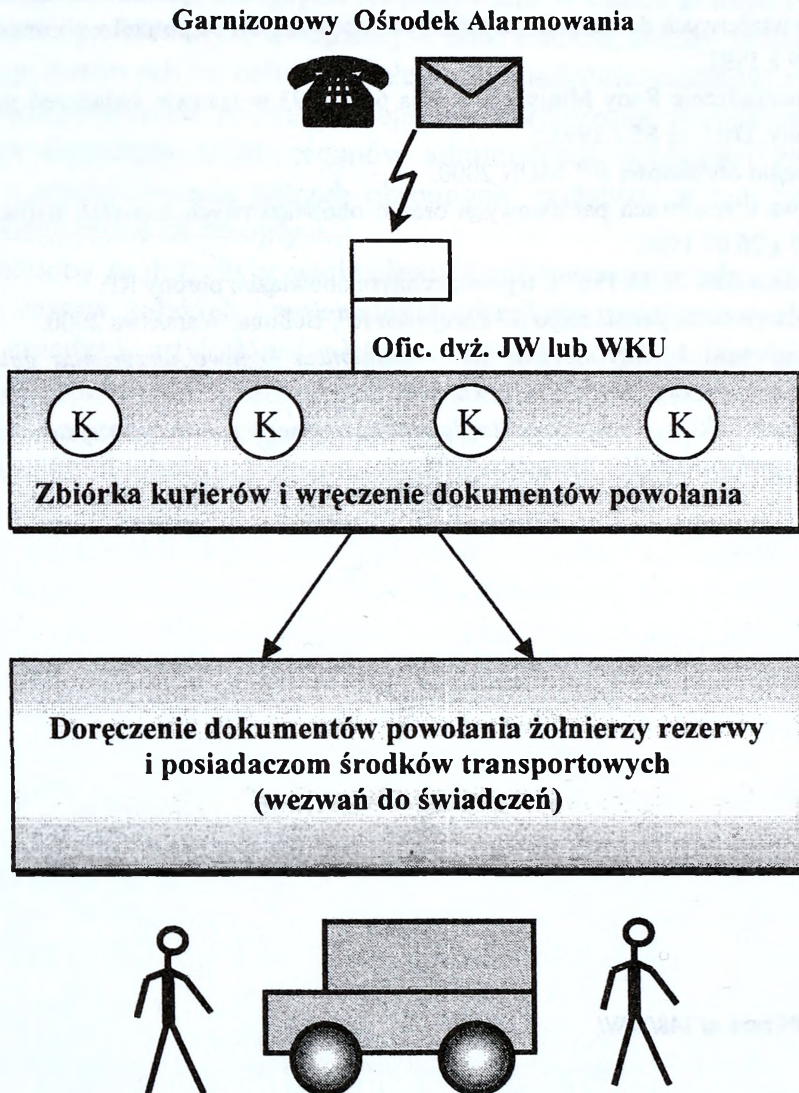 Garnizonowy Ośrodek Alarmowania
Ofic. dyż. JW lub WKU
K K K K
Zbiórka kurierów i wręczenie dokumentów powołania
Doręczenie dokumentów powołania żołnierzy rezerwy
i posiadaczom środków transportowych
(wezwań do świadczeń)